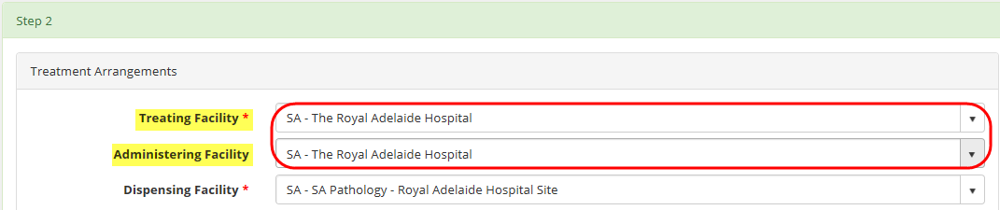 Step 2
Treatment Arrangements
Treating Facility * SA - The Royal Adelaide Hospital
Administering Facility SA - The Royal Adelaide Hospital
Dispensing Facility * SA - SA Pathology - Royal Adelaide Hospital Site